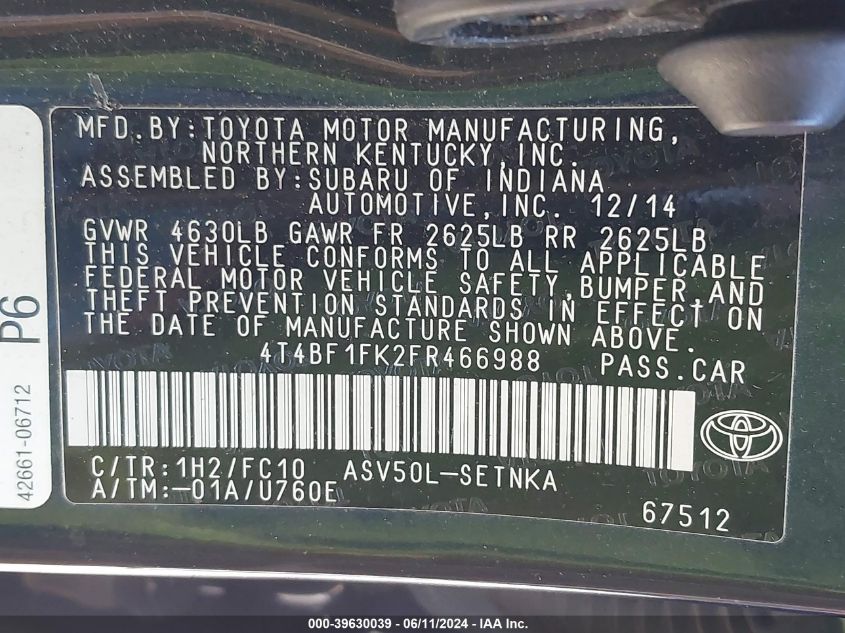 MFD.BY:TOYOTA MOTOR MANUFACTURING,
NORTHERN KENTUCKY,INC.
ASSEMBLED BY:SUBARU OF INDIANA
AUTOMOTIVE,INC. 12/14
GVWR 4630LB GAWR FR 2625LB RR 2625LB
THIS VEHICLE CONFORMS TO ALL APPLICABLE
FEDERAL MOTOR VEHICLE SAFETY,BUMPER,AND
THEFT PREVENTION STANDARDS IN EFFECT ON
THE DATE OF MANUFACTURE SHOWN ABOVE.
4T4BF1FK2FR466988 PASS.CAR
C/TR:1H2/FC10 ASV50L-SETNKA
A/TM:-01A/U760E
67512
P6
42661-06712
000-39630039 - 06/11/2024 - IAA Inc.